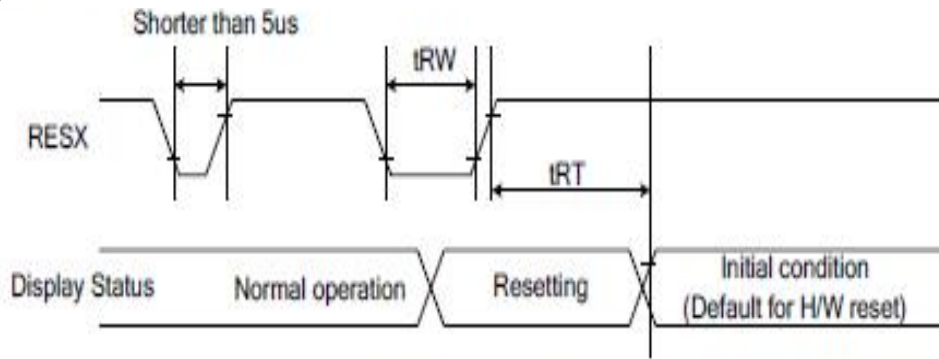 Shorter than 5us
tRW
RESX
tRT
Display Status
Normal operation
Resetting
Initial condition
(Default for H/W reset)